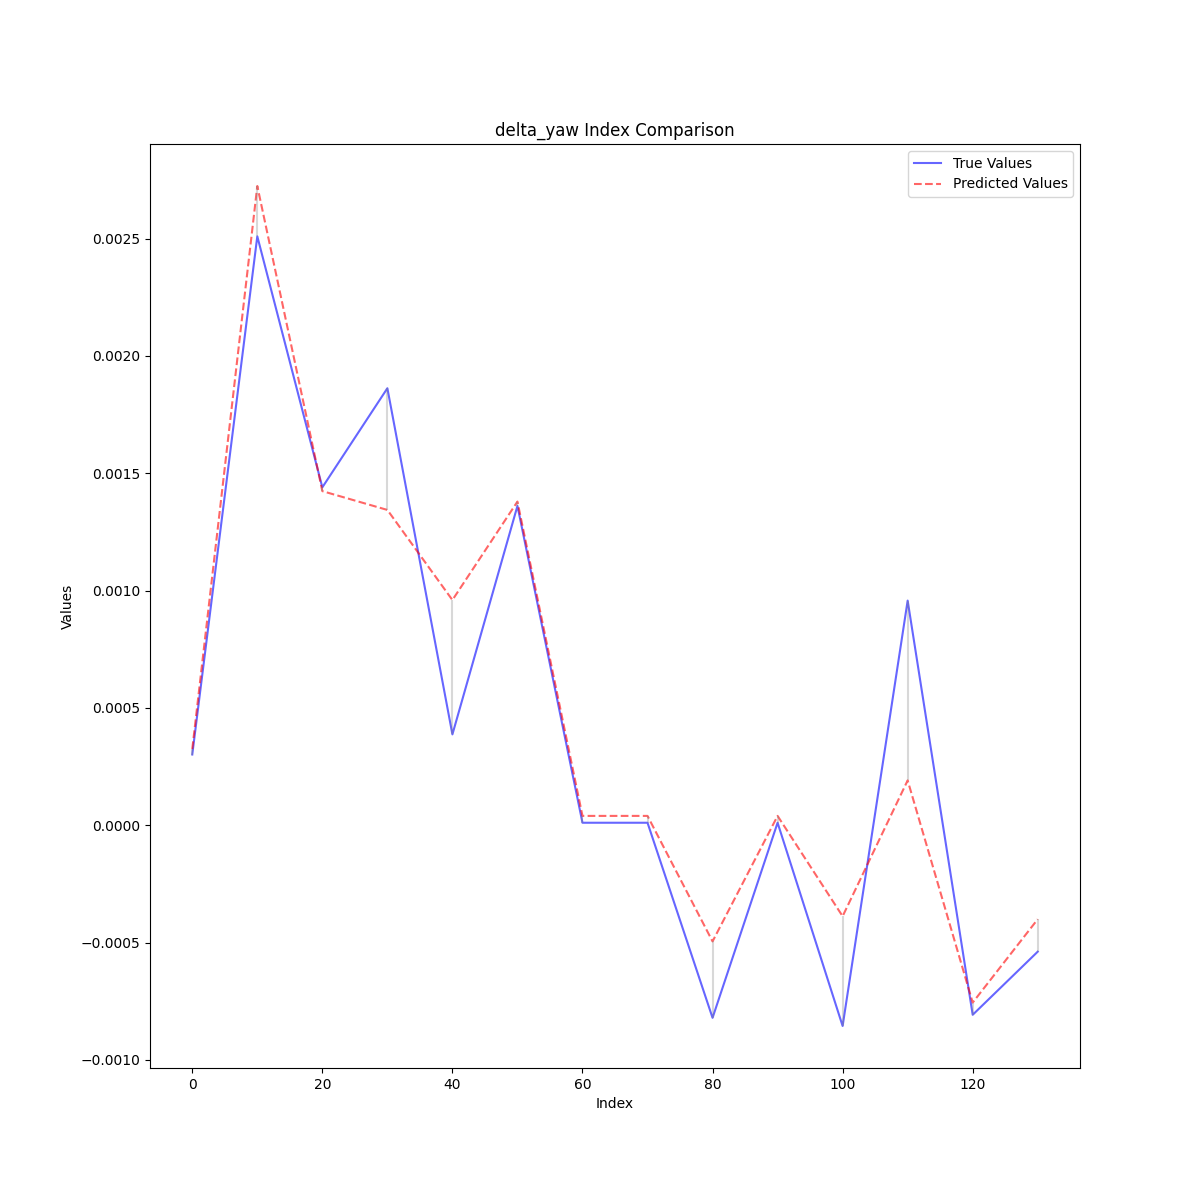 delta_yaw Index Comparison
True Values
Predicted Values
0.0025
0.0020
0.0015
0.0010
0.0005
0.0000
−0.0005
−0.0010
Values
0 20 40 60 80 100 120
Index